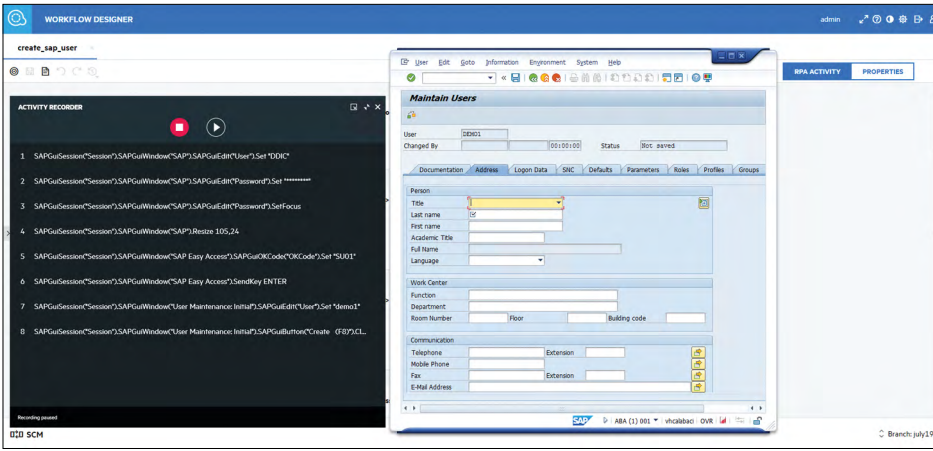 WORKFLOW DESIGNER
admin
create_sap_user
User Edit Goto Information Environment System Help
RPA ACTIVITY PROPERTIES
ACTIVITY RECORDER
Maintain Users
User DEMO1
Changed By 00:00:00 Status Not saved
Documentation Address Logon Data SNC Defaults Parameters Roles Profiles Groups
1 SAPGuiSession("Session").SAPGuiWindow("SAP").SAPGuiEdit("User").Set "DDIC"
2 SAPGuiSession("Session").SAPGuiWindow("SAP").SAPGuiEdit("Password").Set "*********"
3 SAPGuiSession("Session").SAPGuiWindow("SAP").SAPGuiEdit("Password").SetFocus
4 SAPGuiSession("Session").SAPGuiWindow("SAP").Resize 105,24
5 SAPGuiSession("Session").SAPGuiWindow("SAP Easy Access").SAPGuiOKCode("OKCode").Set "SU01"
6 SAPGuiSession("Session").SAPGuiWindow("SAP Easy Access").SendKey ENTER
7 SAPGuiSession("Session").SAPGuiWindow("User Maintenance: Initial").SAPGuiEdit("User").Set "demo1"
8 SAPGuiSession("Session").SAPGuiWindow("User Maintenance: Initial").SAPGuiButton("Create (F8)").Cl...
Person
Title
Last name
First name
Academic Title
Full Name
Language
Work Center
Function
Department
Room Number Floor Building code
Communication
Telephone Extension
Mobile Phone
Fax Extension
E-Mail Address
Recording paused
SAP ABA (1) 001 vhcalabaci OVR
SCM
Branch: july19